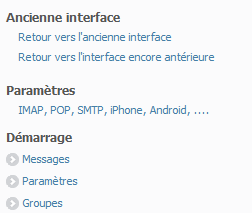 Ancienne interface
Retour vers l'ancienne interface
Retour vers l'interface encore antérieure
Paramètres
IMAP, POP, SMTP, iPhone, Android, ....
Démarrage
Messages
Paramètres
Groupes